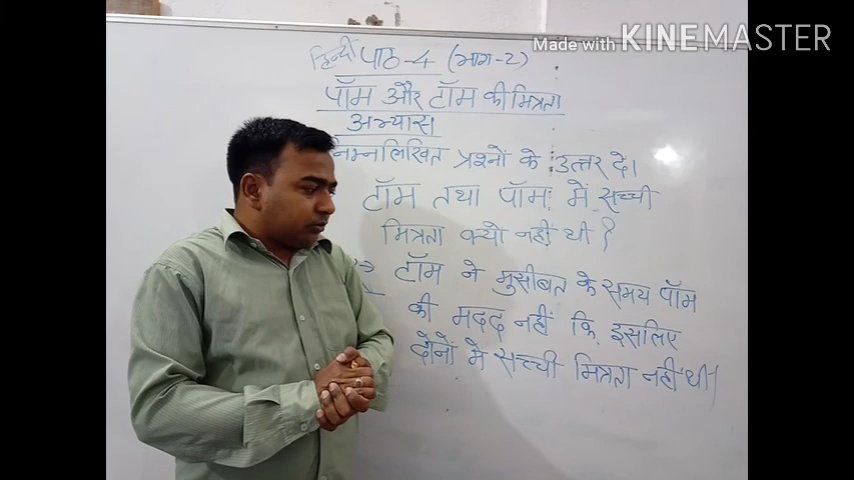 Made with KINEMASTER
हिन्दी पाठ-4 (भाग-2)
पॉम और टॉम की मित्रता
अभ्यास
निम्नलिखित प्रश्नों के उत्तर दे।
टॉम तथा पॉम में सच्ची
मित्रता क्यो नहीं थी?
टॉम ने मुसीबत के समय पॉम
की मदद नहीं कि इसलिए
दोनों मे सच्ची मित्रता नहीं थी।